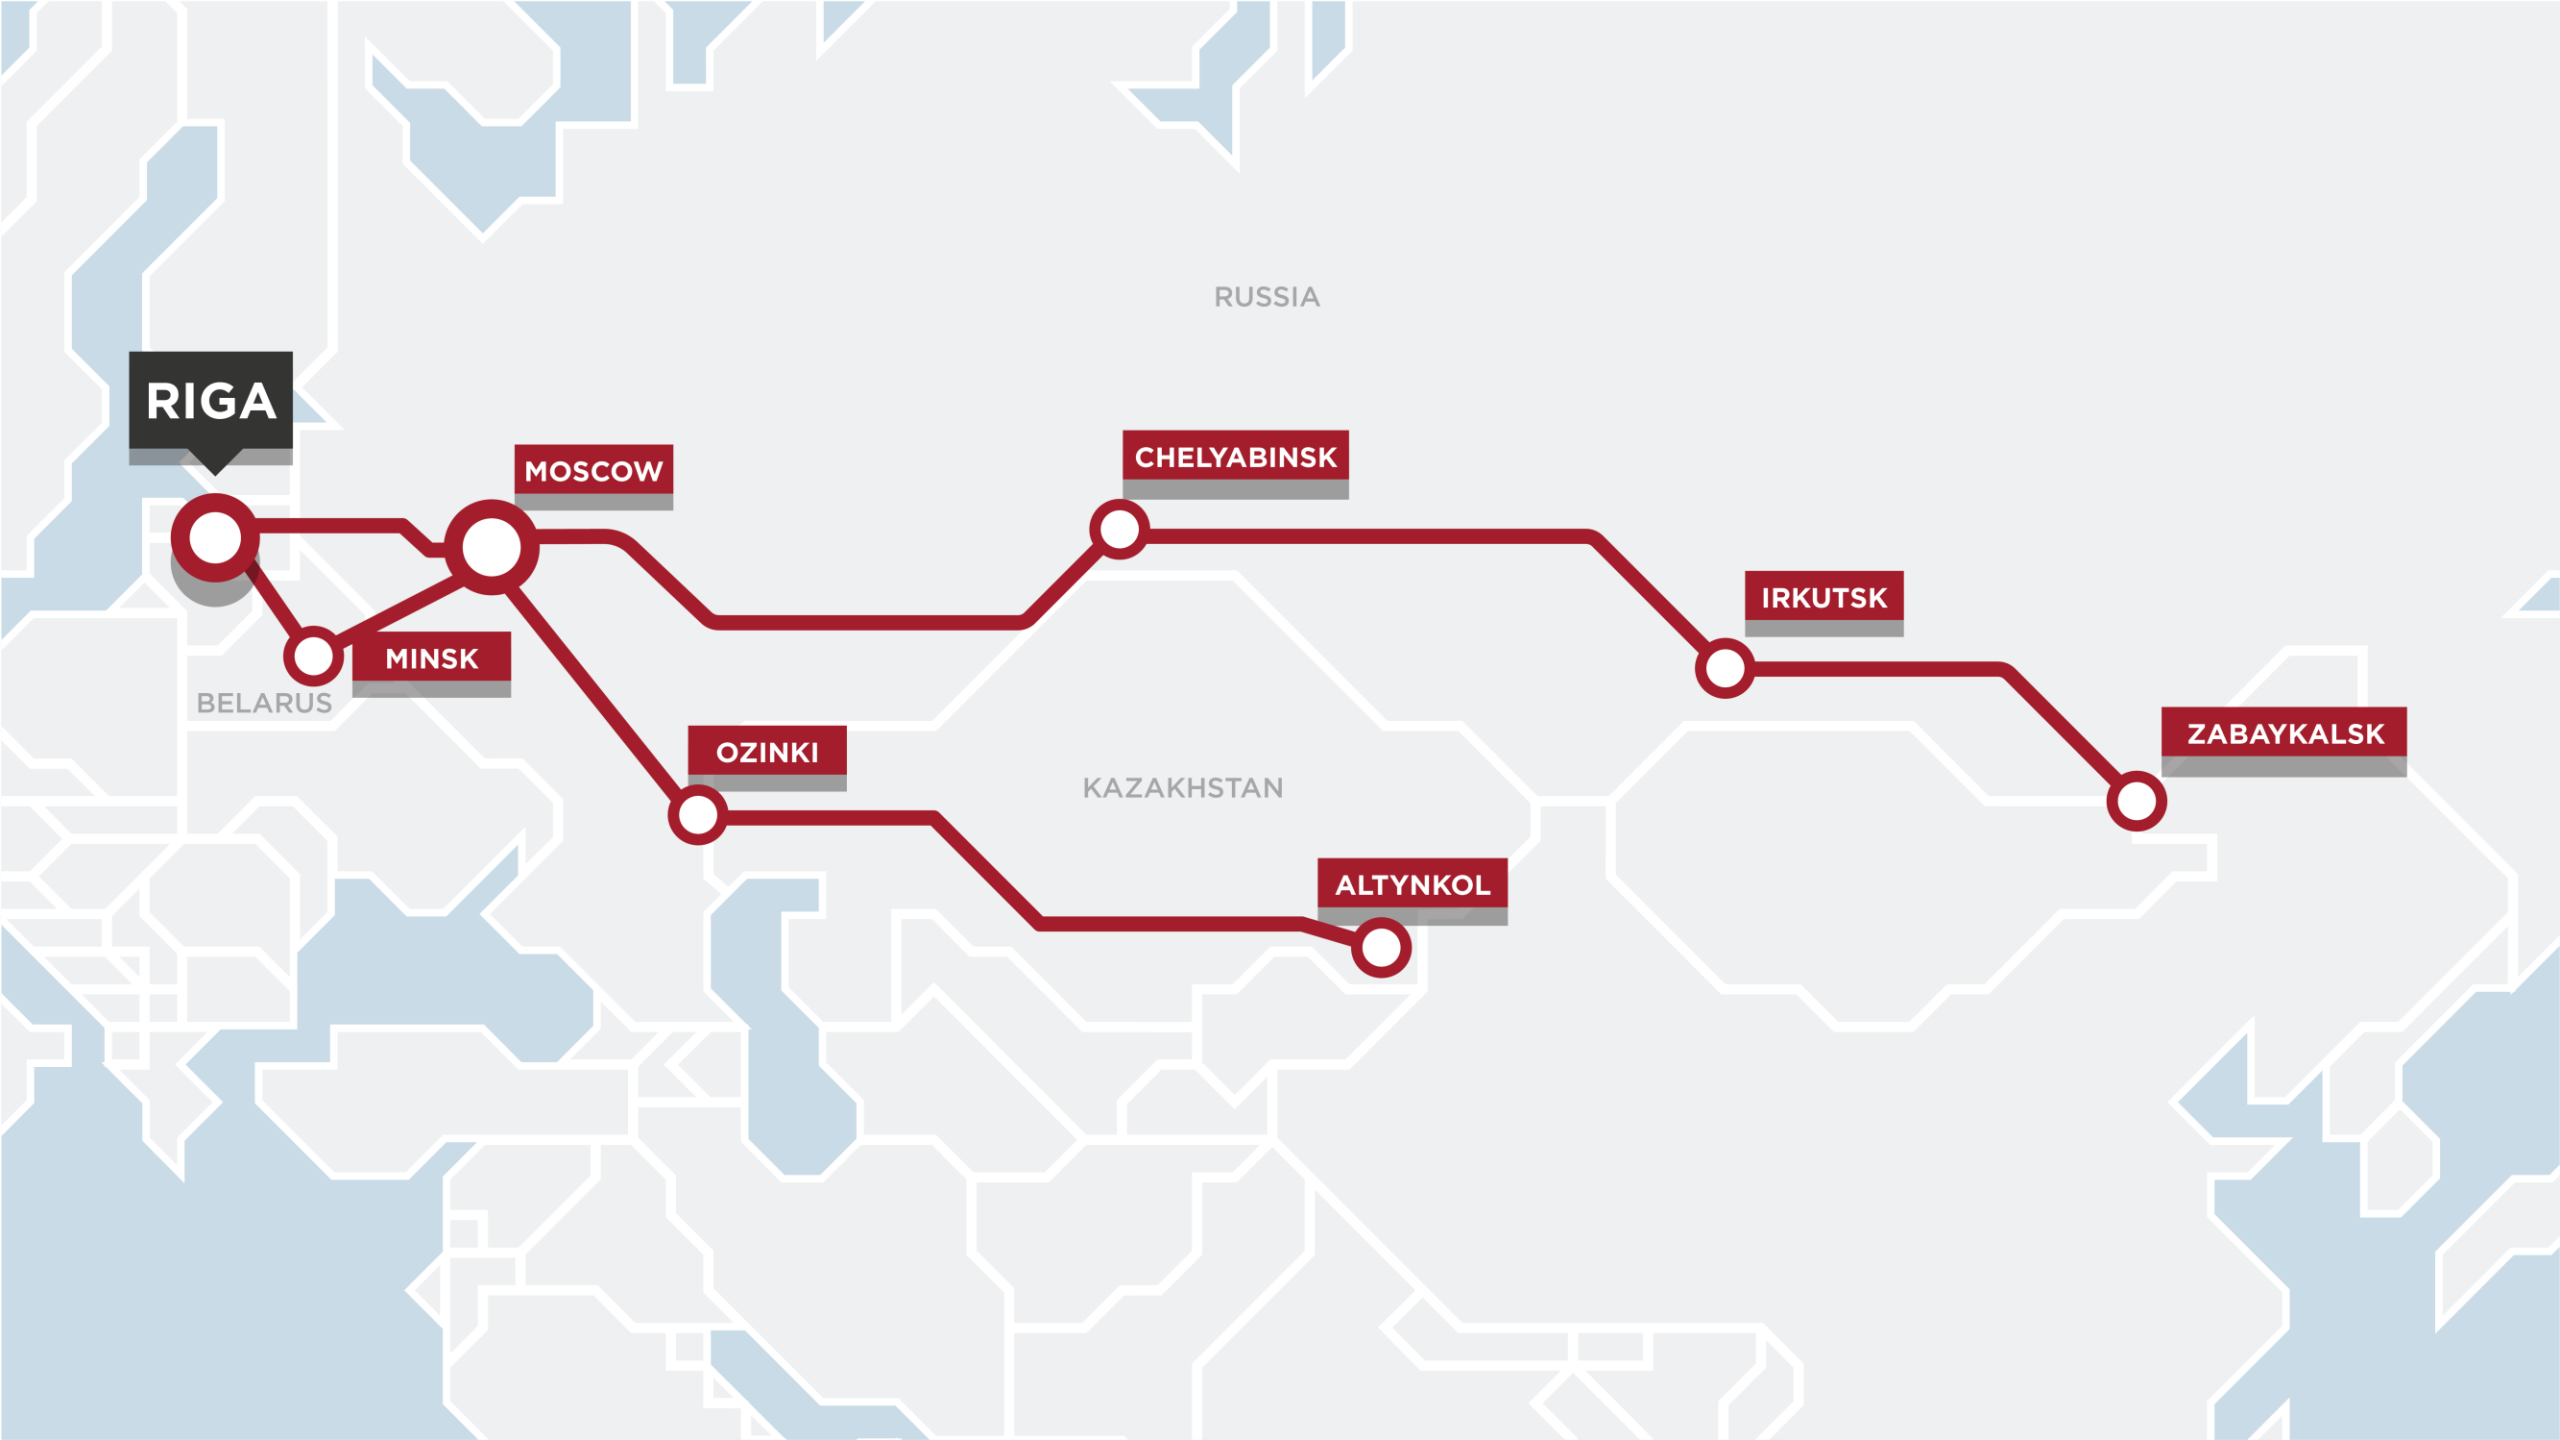 RUSSIA
RIGA
MOSCOW
CHELYABINSK
IRKUTSK
MINSK
BELARUS
ZABAYKALSK
OZINKI
KAZAKHSTAN
ALTYNKOL